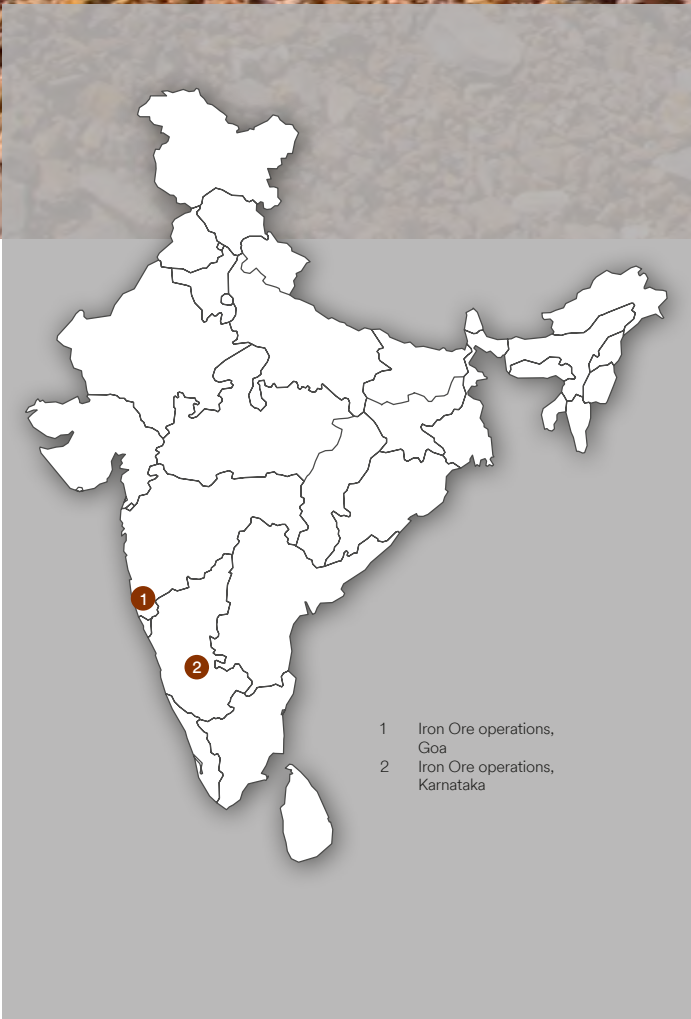 1
2
1 Iron Ore operations,
Goa
2 Iron Ore operations,
Karnataka